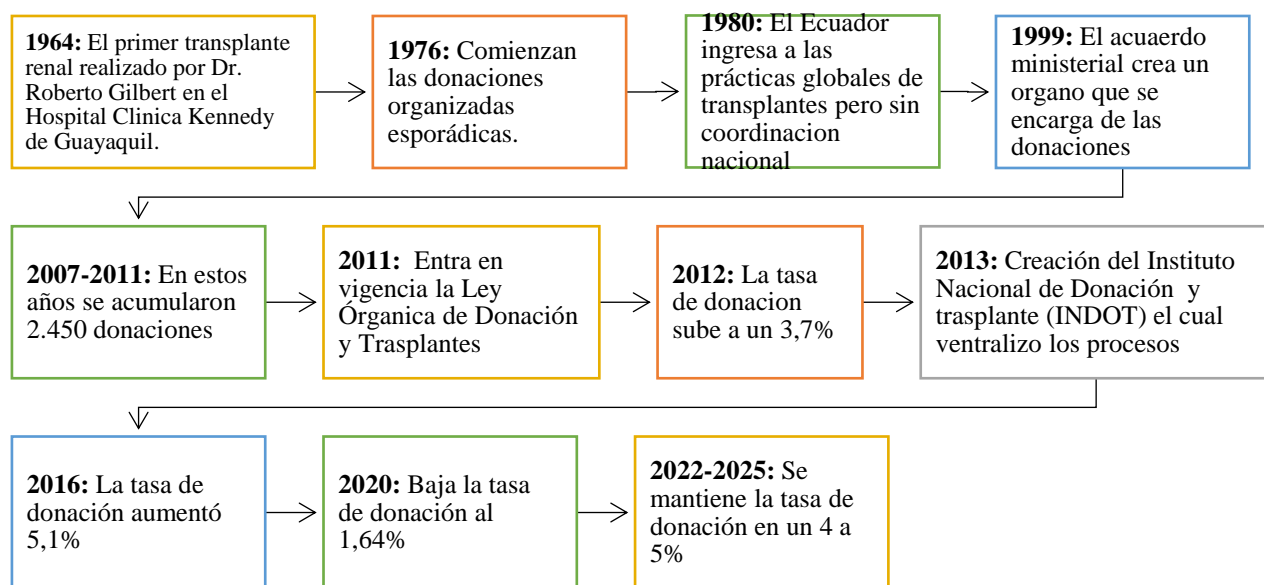 1964: El primer transplante
renal realizado por Dr.
Roberto Gilbert en el
Hospital Clinica Kennedy
de Guayaquil.
1976: Comienzan
las donaciones
organizadas
esporádicas.
1980: El Ecuador
ingresa a las
prácticas globales de
transplantes pero sin
coordinacion
nacional
1999: El acuaerdo
ministerial crea un
organo que se
encarga de las
donaciones
2007-2011: En estos
años se acumularon
2.450 donaciones
2011: Entra en
vigencia la Ley
Órganica de Donación
y Trasplantes
2012: La tasa
de donacion
sube a un 3,7%
2013: Creación del Instituto
Nacional de Donación y
trasplante (INDOT) el cual
ventralizo los procesos
2016: La tasa de
donación aumentó
5,1%
2020: Baja la tasa
de donación al
1,64%
2022-2025: Se
mantiene la tasa de
donación en un 4 a
5%